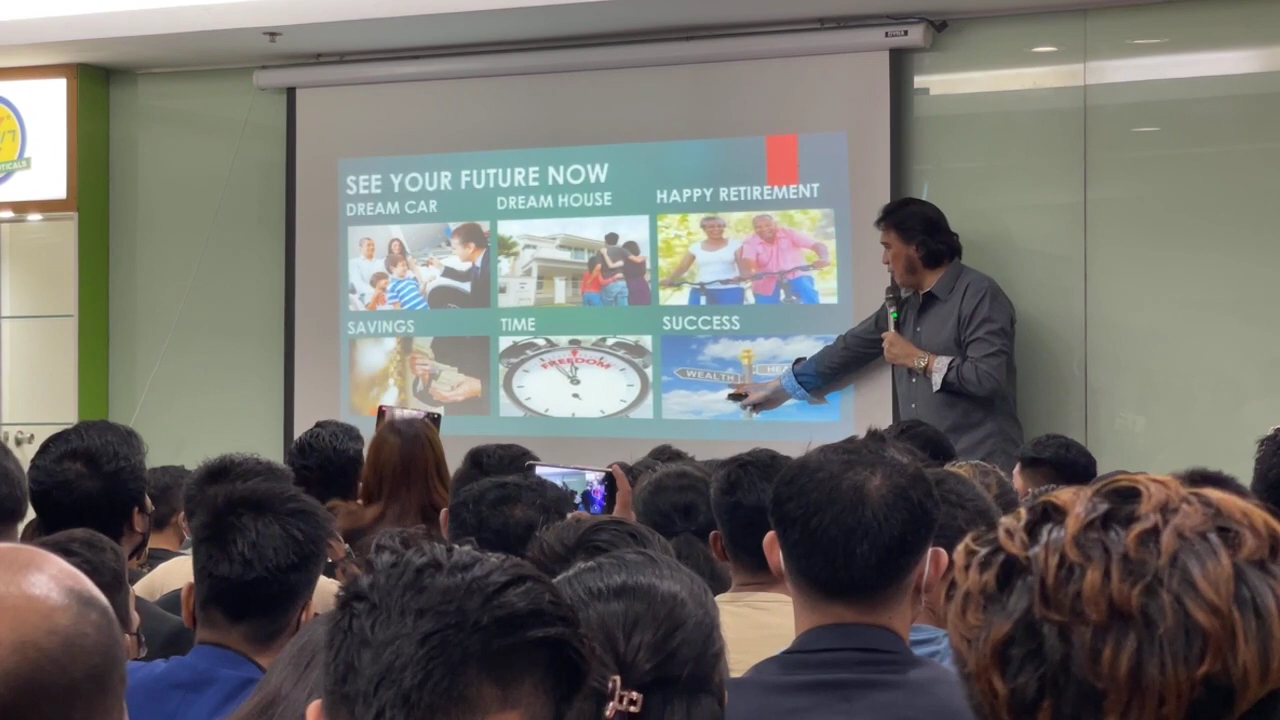 SEE YOUR FUTURE NOW
DREAM CAR
DREAM HOUSE
HAPPY RETIREMENT
SAVINGS
TIME
SUCCESS
FREEDOM
WEALTH